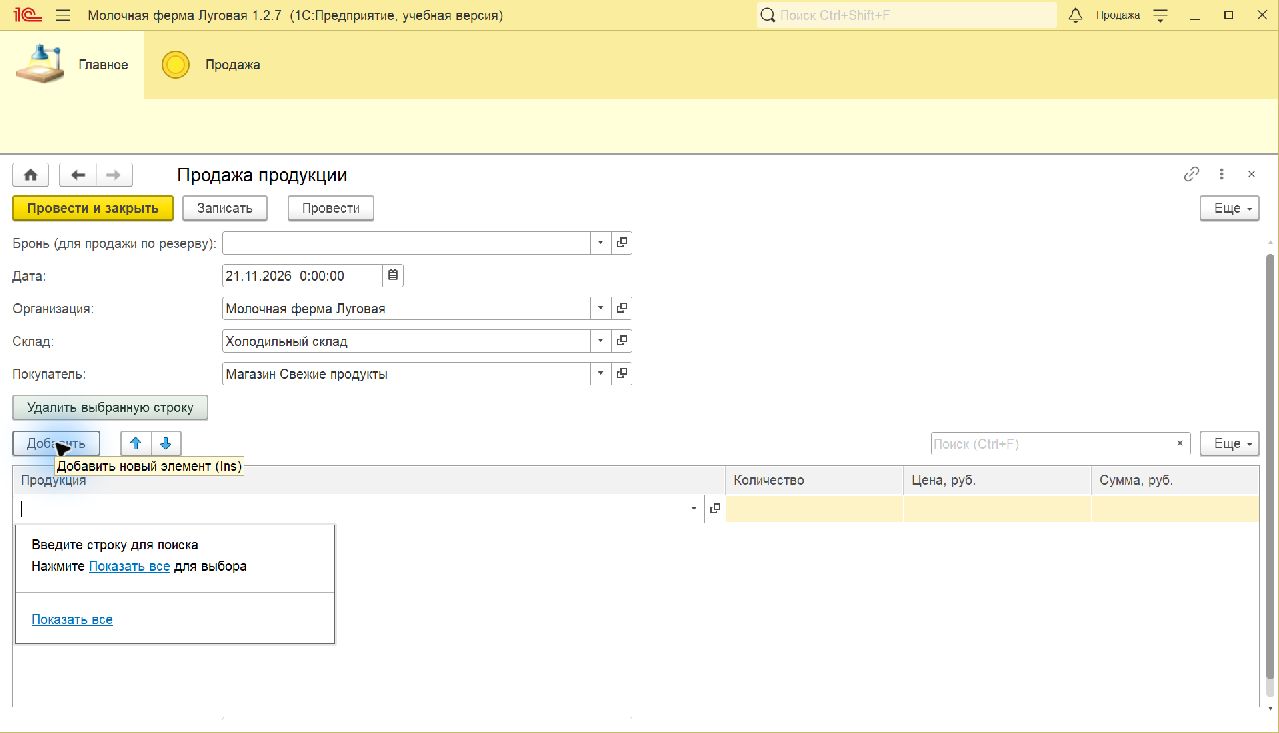 Молочная ферма Луговая 1.2.7 (1С:Предприятие, учебная версия)
Поиск Ctrl+Shift+F
Продажа
Главное
Продажа
Продажа продукции
Провести и закрыть
Записать
Провести
Еще
Бронь (для продажи по резерву):
Дата:
21.11.2026 0:00:00
Организация:
Молочная ферма Луговая
Склад:
Холодильный склад
Покупатель:
Магазин Свежие продукты
Удалить выбранную строку
Добавить
Поиск (Ctrl+F)
×
Еще
Добавить новый элемент (Ins)
Продукция
Количество
Цена, руб.
Сумма, руб.
Введите строку для поиска
Нажмите Показать все для выбора
Показать все